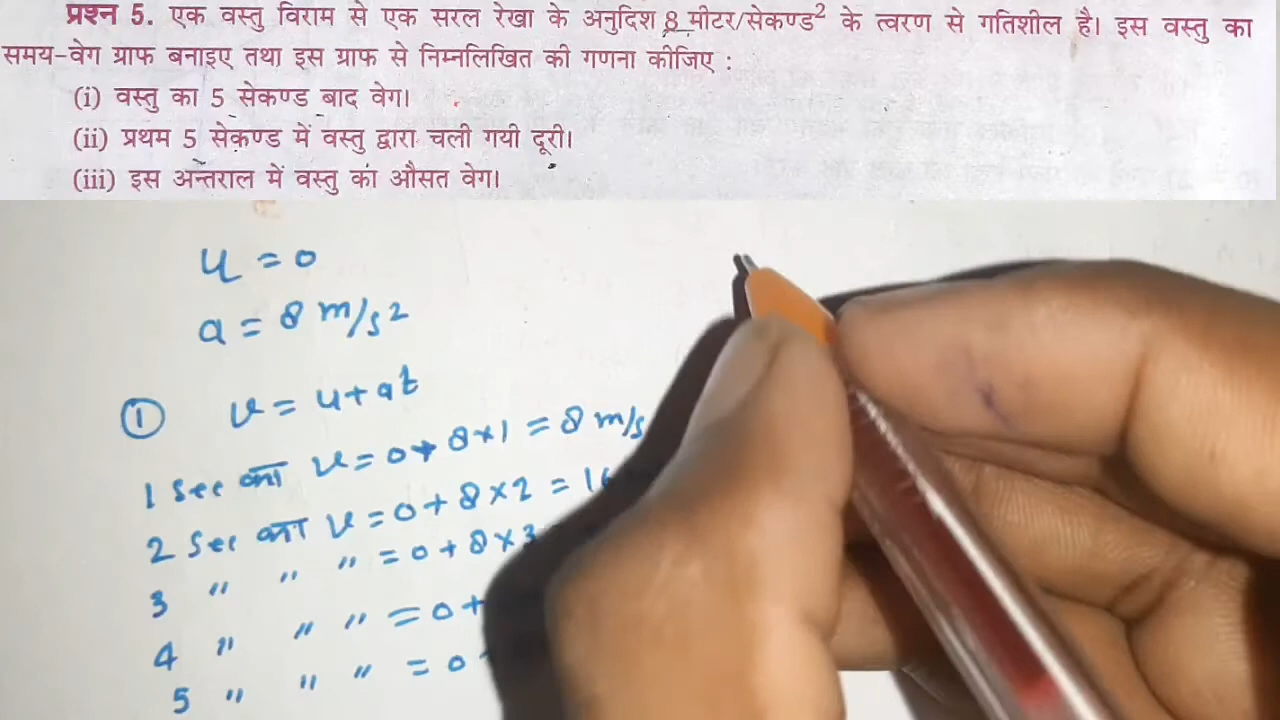 प्रश्न 5. एक वस्तु विराम से एक सरल रेखा के अनुदिश 8 मीटर/सेकण्ड² के त्वरण से गतिशील है। इस वस्तु का
समय-वेग ग्राफ बनाइए तथा इस ग्राफ से निम्नलिखित की गणना कीजिए :
(i) वस्तु का 5 सेकण्ड बाद वेग।
(ii) प्रथम 5 सेकण्ड में वस्तु द्वारा चली गयी दूरी।
(iii) इस अन्तराल में वस्तु का औसत वेग।
u = 0
a = 8 m/s2
① v = u+at
1 Sec का v = 0+ 8×1 = 8 m/s
2 Sec का v = 0 + 8×2 = 16
3 " " " = 0 + 8×3
4 " " " = 0+
5 " " " = 0